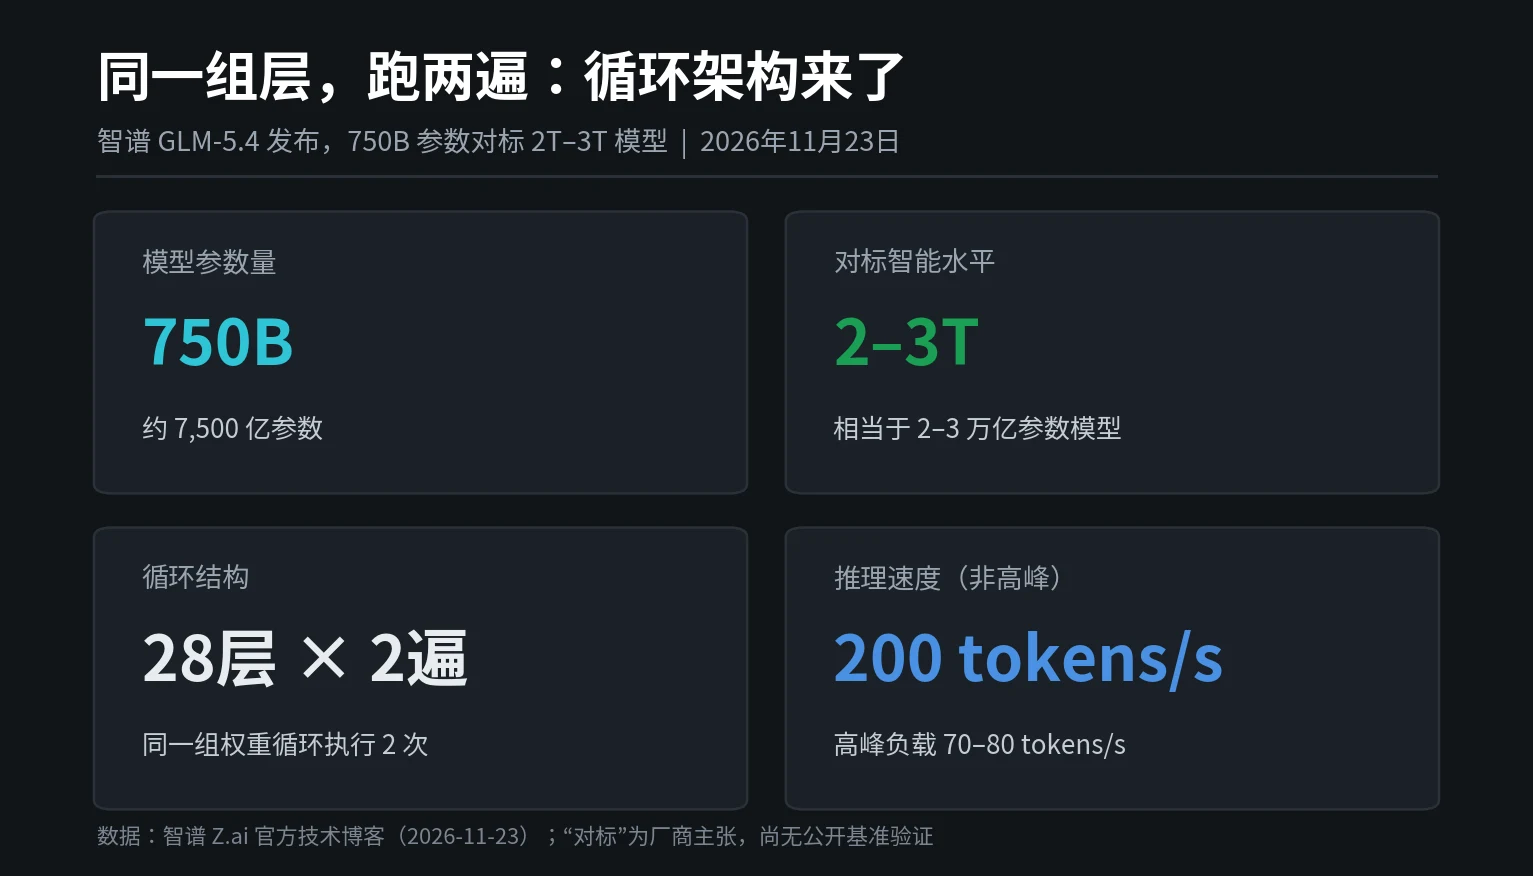 同一组层，跑两遍：循环架构来了
智谱 GLM-5.4 发布，750B 参数对标 2T–3T 模型 | 2026年11月23日
模型参数量
750B
约 7,500 亿参数
对标智能水平
2–3T
相当于 2–3 万亿参数模型
循环结构
28层 × 2遍
同一组权重循环执行 2 次
推理速度（非高峰）
200 tokens/s
高峰负载 70–80 tokens/s
数据：智谱 Z.ai 官方技术博客（2026-11-23）；“对标”为厂商主张，尚无公开基准验证